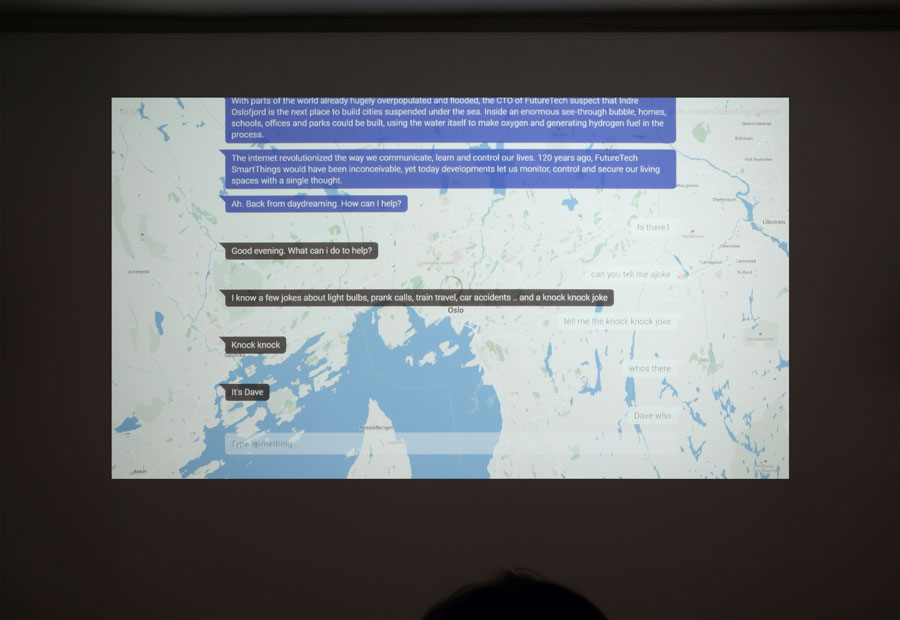 With parts of the world already hugely overpopulated and flooded, the CTO of FutureTech suspect that Indre
Oslofjord is the next place to build cities suspended under the sea. Inside an enormous see-through bubble, homes,
schools, offices and parks could be built, using the water itself to make oxygen and generating hydrogen fuel in the
process.
urban operating system
The internet revolutionized the way we communicate, learn and control our lives. 120 years ago, FutureTech
SmartThings would have been inconceivable, yet today developments let us monitor, control and secure our living
spaces with a single thought.
Ah. Back from daydreaming. How can I help?
hi there!
Lillestrøm
Good evening. What can i do to help?
can you tell me ajoke
I know a few jokes about light bulbs, prank calls, train travel, car accidents .. and a knock knock joke
Oslo
tell me the knock knock joke
Knock knock
whos there
It's Dave
Dave who
Nesoddtangen
Type something
Asker